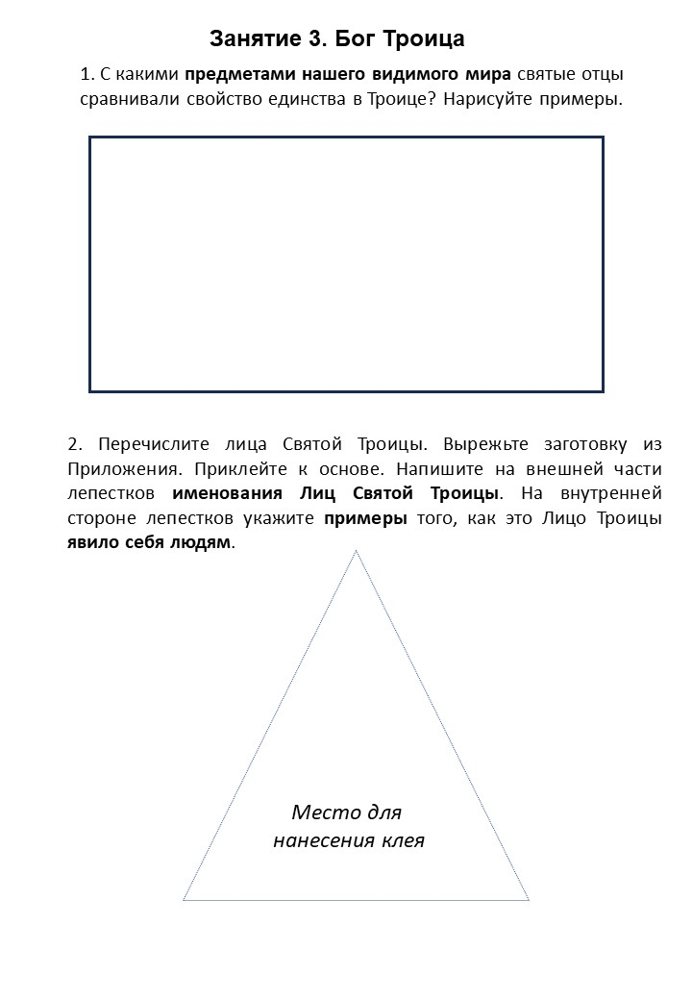 Занятие 3. Бог Троица
1. С какими предметами нашего видимого мира святые отцы
сравнивали свойство единства в Троице? Нарисуйте примеры.
2. Перечислите лица Святой Троицы. Вырежьте заготовку из
Приложения. Приклейте к основе. Напишите на внешней части
лепестков именования Лиц Святой Троицы. На внутренней
стороне лепестков укажите примеры того, как это Лицо Троицы
явило себя людям.
Место для
нанесения клея